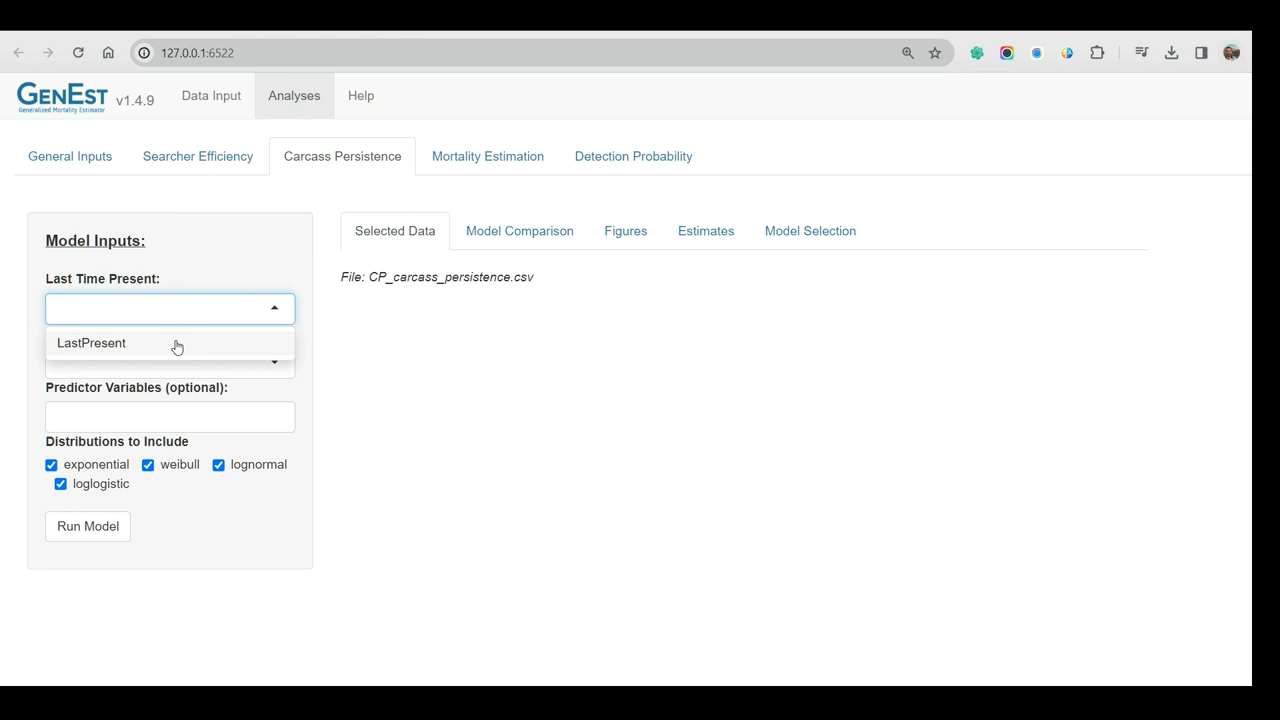 127.0.0.1:6522
GENEST v1.4.9
Generalized Mortality Estimator
Data Input
Analyses
Help
General Inputs
Searcher Efficiency
Carcass Persistence
Mortality Estimation
Detection Probability
Model Inputs:
Last Time Present:
LastPresent
Predictor Variables (optional):
Distributions to Include
exponential
weibull
lognormal
loglogistic
Run Model
Selected Data
Model Comparison
Figures
Estimates
Model Selection
File: CP_carcass_persistence.csv